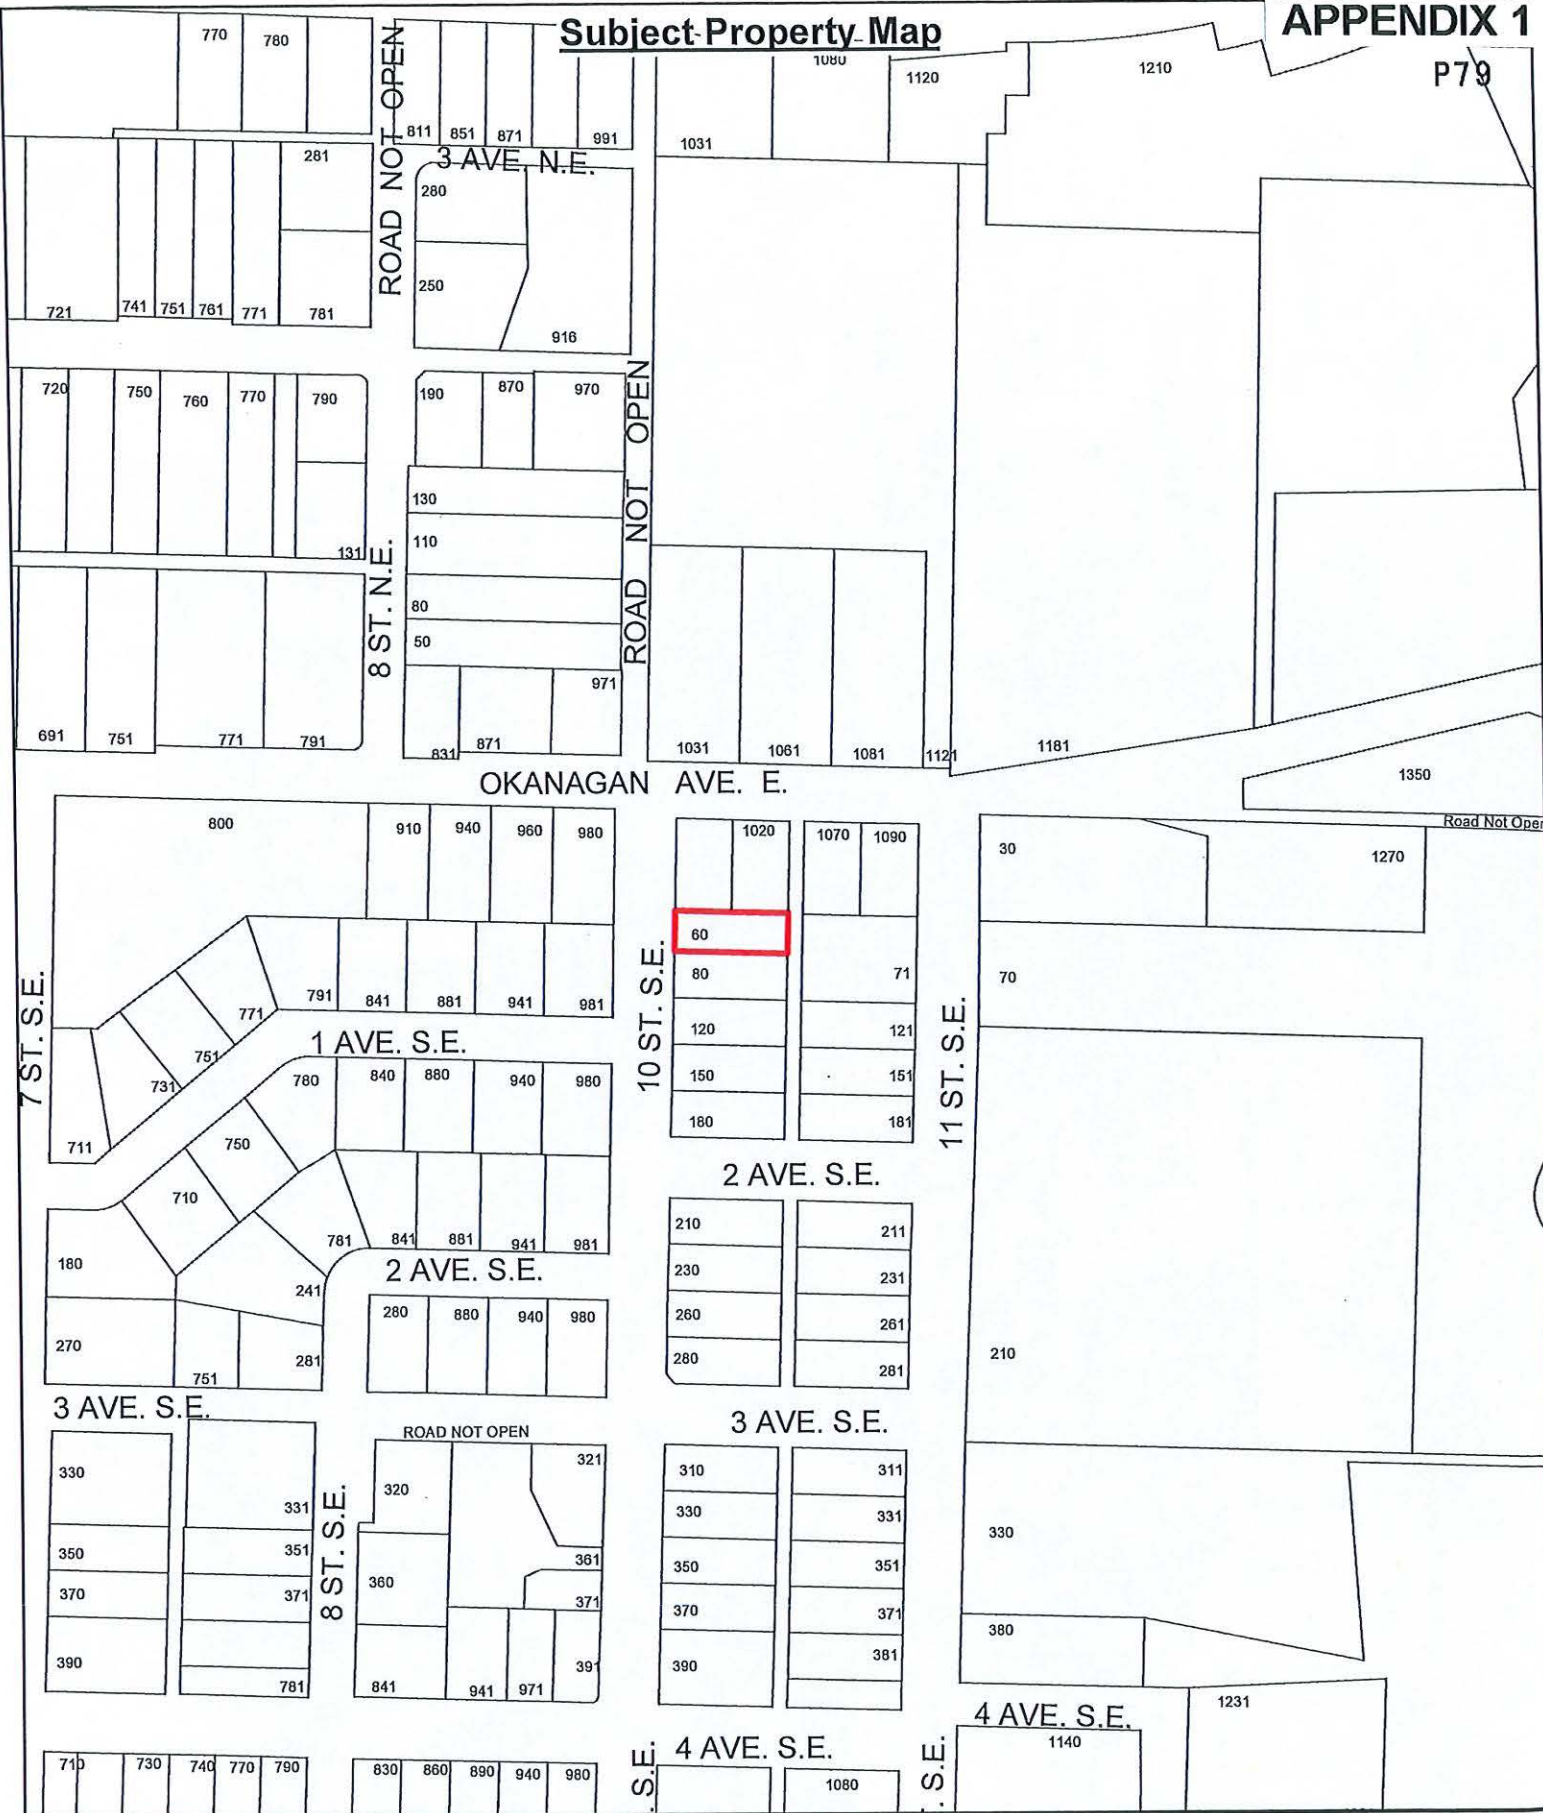 Subject Property Map
APPENDIX 1
P79
770 780
ROAD NOT OPEN
811 851 871 991
1031 1080 1120 1210
3 AVE. N.E.
281
280
250
916
721 741 751 761 771 781
720 750 760 770 790
131
190 870 970
130
110
80
50
ROAD NOT OPEN
8 ST. N.E.
691 751 771 791
831 871 971
1031 1061 1081 1121 1181
1350
OKANAGAN AVE. E.
Road Not Open
800 910 940 960 980
1020 1070 1090
30 1270
60
80 71 70
120 121
150 151
180 181
7 ST. S.E.
10 ST. S.E.
11 ST. S.E.
711 731 751 771 791 841 881 941 981
1 AVE. S.E.
710 750 780 840 880 940 980
781 841 881 941 981
2 AVE. S.E.
2 AVE. S.E.
180 241
270 751 281
280 880 940 980
210 211
230 231
260 261
280 281
210
3 AVE. S.E.
3 AVE. S.E.
ROAD NOT OPEN
330 331
350 351
370 371
390 781
8 ST. S.E.
320 321
360 361
371
841 941 971 391
310 311
330 331
350 351
370 371
390 381
330
380
1231
4 AVE. S.E.
4 AVE. S.E.
1140
710 730 740 770 790
830 860 890 940 980
. S.E.
1080
. S.E.